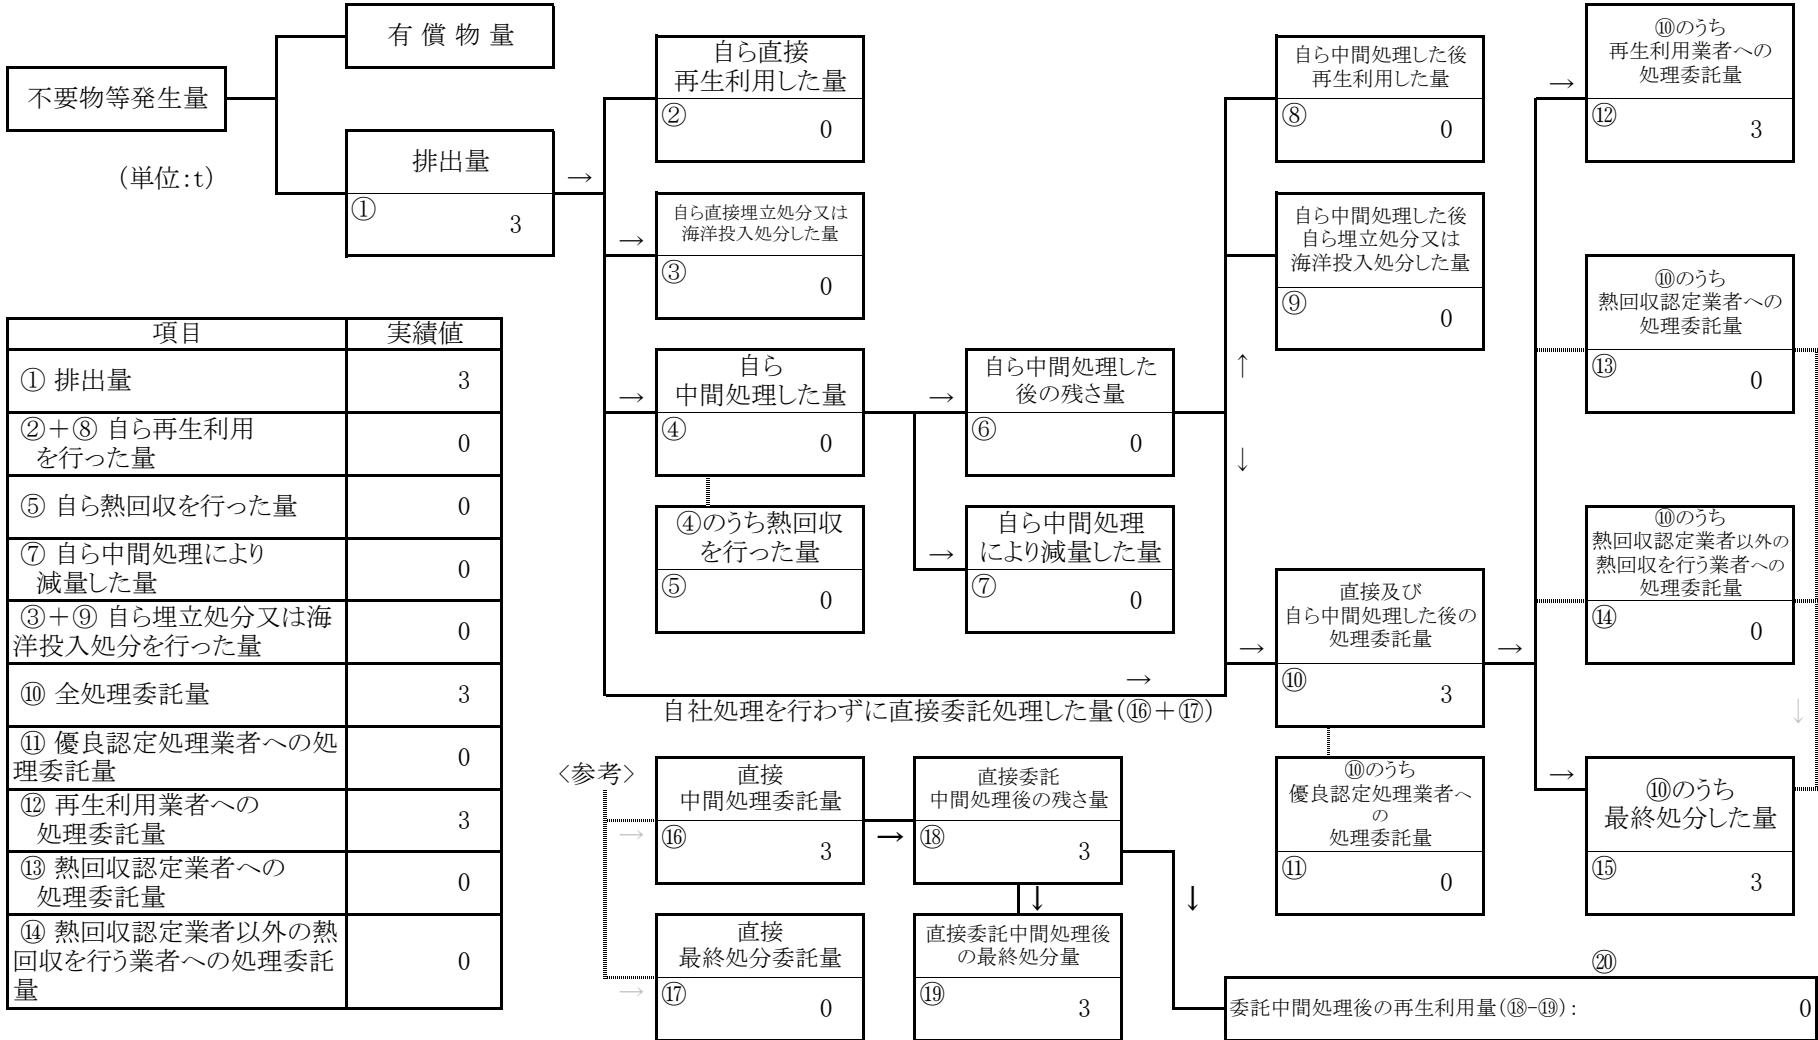 有償物量
不要物等発生量
(単位:t)
排出量
①
3
→
自ら直接
再生利用した量
②
0
→
自ら直接埋立処分又は
海洋投入処分した量
③
0
→
自ら
中間処理した量
④
0
④のうち熱回収
を行った量
⑤
0
→
自ら中間処理した
後の残さ量
⑥
0
→
自ら中間処理
により減量した量
⑦
0
自ら中間処理した後
再生利用した量
⑧
0
自ら中間処理した後
自ら埋立処分又は
海洋投入処分した量
⑨
0
↑
↓
→
自社処理を行わずに直接委託処理した量(⑯+⑰)
→
直接及び
自ら中間処理した後の
処理委託量
⑩
3
→
⑩のうち
優良認定処理業者へ
の
処理委託量
⑪
0
→
⑩のうち
再生利用業者への
処理委託量
⑫
3
⑩のうち
熱回収認定業者への
処理委託量
⑬
0
⑩のうち
熱回収認定業者以外の
熱回収を行う業者への
処理委託量
⑭
0
↓
→
⑩のうち
最終処分した量
⑮
3
項目 実績値
① 排出量 3
②+⑧ 自ら再生利用
を行った量 0
⑤ 自ら熱回収を行った量 0
⑦ 自ら中間処理により
減量した量 0
③+⑨ 自ら埋立処分又は海
洋投入処分を行った量 0
⑩ 全処理委託量 3
⑪ 優良認定処理業者への処
理委託量 0
⑫ 再生利用業者への
処理委託量 3
⑬ 熱回収認定業者への
処理委託量 0
⑭ 熱回収認定業者以外の熱
回収を行う業者への処理委託
量 0
<参考>
→
直接
中間処理委託量
⑯
3
→
直接委託
中間処理後の残さ量
⑱
3
↓
↓
→
直接
最終処分委託量
⑰
0
直接委託中間処理後
の最終処分量
⑲
3
⑳
委託中間処理後の再生利用量(⑱-⑲): 0